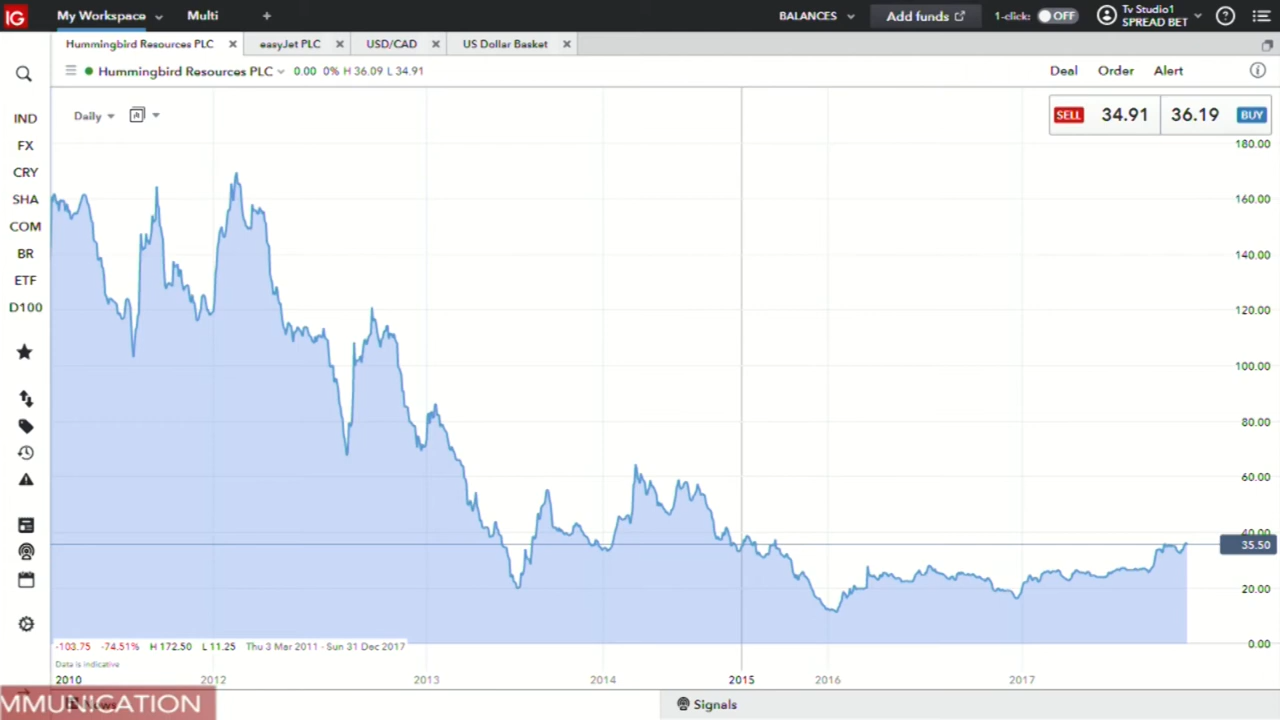 IG My Workspace Multi + BALANCES Add funds 1-click: OFF Tv Studio1
SPREAD BET
Hummingbird Resources PLC easyJet PLC USD/CAD US Dollar Basket
Hummingbird Resources PLC 0.00 0% H 36.09 L 34.91 Deal Order Alert
Daily SELL 34.91 36.19 BUY
IND
FX
CRY
SHA
COM
BR
ETF
D100
180.00
160.00
140.00
120.00
100.00
80.00
60.00
40.00
35.50
20.00
0.00
-103.75 -74.51% H 172.50 L 11.25 Thu 3 Mar 2011 - Sun 31 Dec 2017
Data is indicative
2010 2012 2013 2014 2015 2016 2017
MMUNICATION
Signals